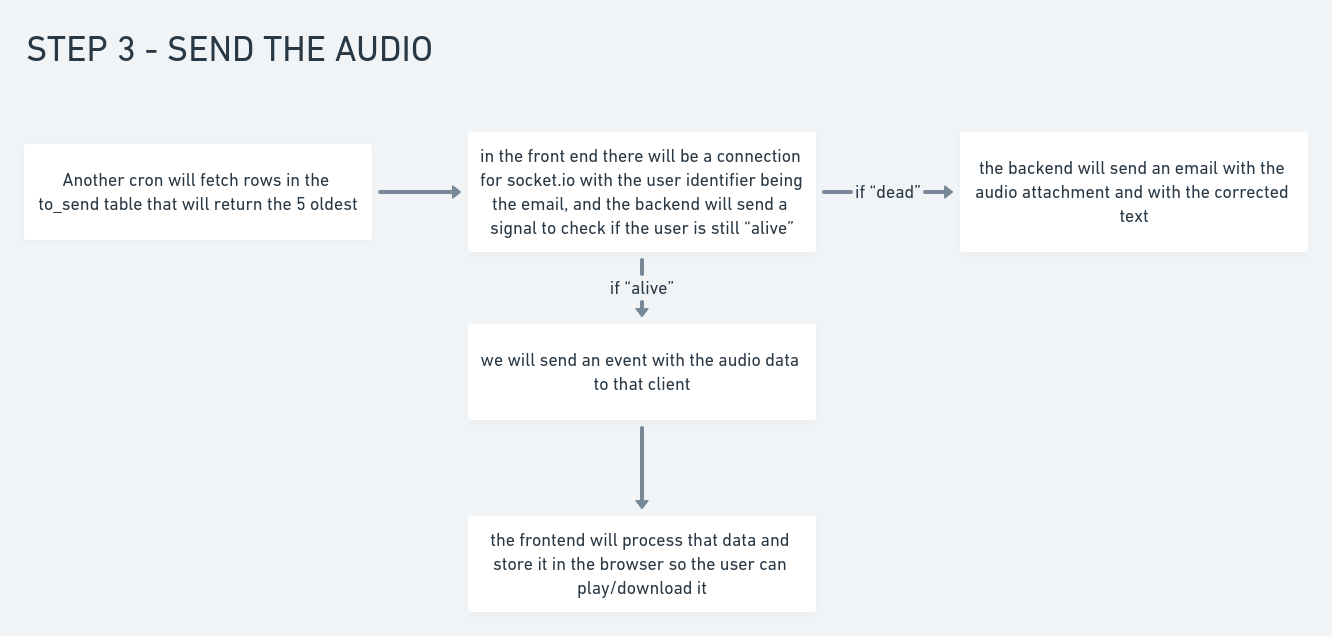 STEP 3 - SEND THE AUDIO
Another cron will fetch rows in the
to_send table that will return the 5 oldest
in the front end there will be a connection
for socket.io with the user identifier being
the email, and the backend will send a
signal to check if the user is still “alive”
if “dead”
the backend will send an email with the
audio attachment and with the corrected
text
if “alive”
we will send an event with the audio data
to that client
the frontend will process that data and
store it in the browser so the user can
play/download it